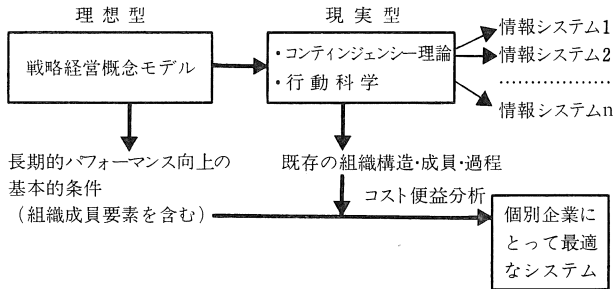 理想型
現実型
戦略経営概念モデル
・コンティンジェンシー理論
・行動科学
情報システム1
情報システム2
………………
情報システムn
長期的パフォーマンス向上の
基本的条件
（組織成員要素を含む）
既存の組織構造・成員・過程
コスト便益分析
個別企業に
とって最適
なシステム